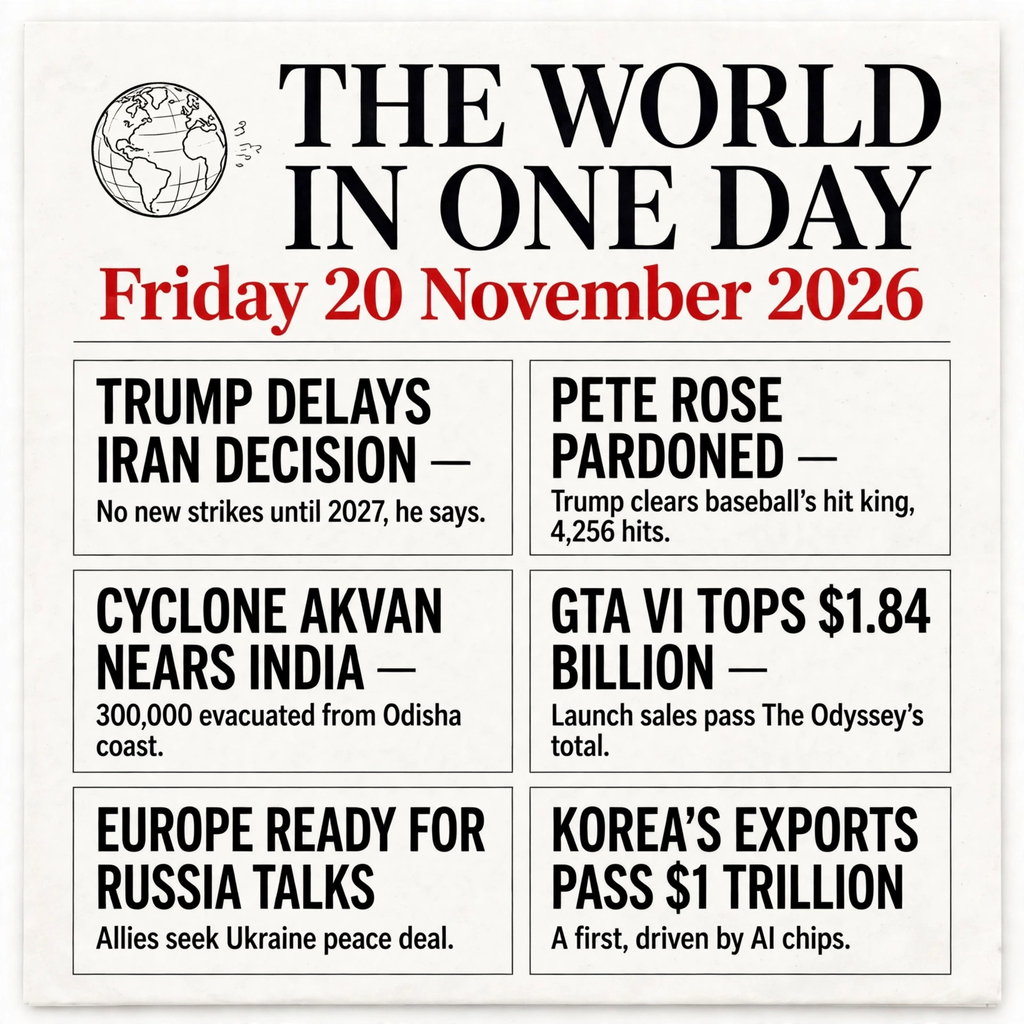 THE WORLD
IN ONE DAY
Friday 20 November 2026
TRUMP DELAYS
IRAN DECISION —
No new strikes until 2027, he says.
PETE ROSE
PARDONED —
Trump clears baseball’s hit king,
4,256 hits.
CYCLONE AKVAN
NEARS INDIA —
300,000 evacuated from Odisha
coast.
GTA VI TOPS $1.84
BILLION —
Launch sales pass The Odyssey’s
total.
EUROPE READY FOR
RUSSIA TALKS
Allies seek Ukraine peace deal.
KOREA’S EXPORTS
PASS $1 TRILLION
A first, driven by AI chips.